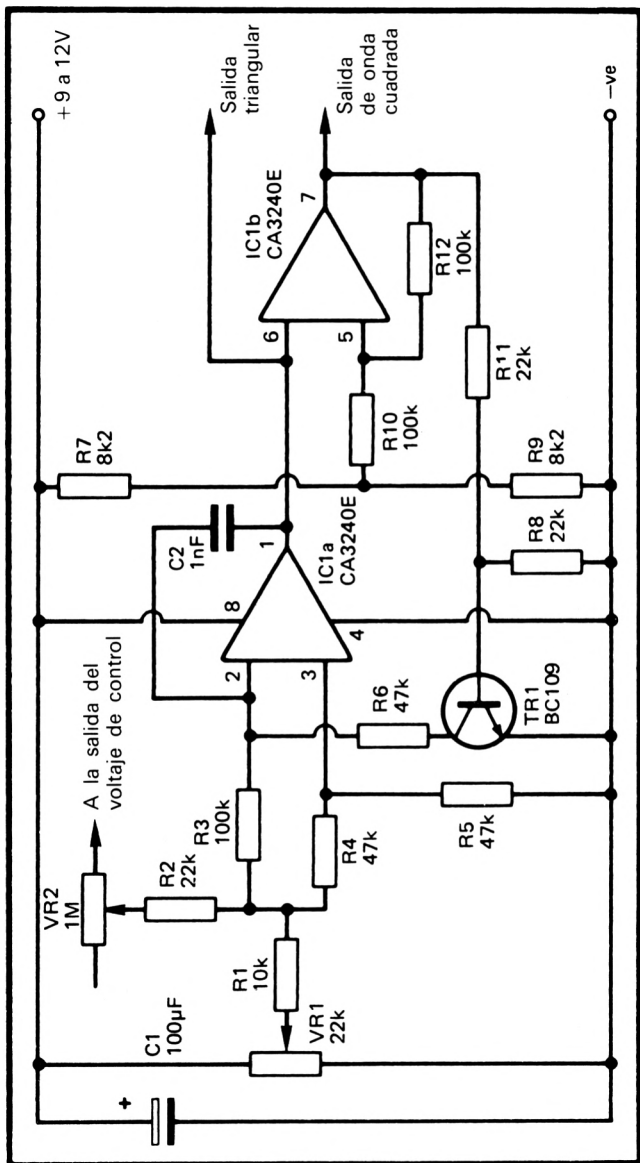 +9 a 12V
Salida
triangular
Salida
de onda
cuadrada
−ve
IC1b
CA3240E
7
6
5
R12
100k
R11
22k
R10
100k
R7
8k2
R9
8k2
R8
22k
C2
1nF
1
IC1a
CA3240E
8
4
2
3
TR1
BC109
R6
47k
R5
47k
R4
47k
R3
100k
A la salida del
voltaje de control
VR2
1M
R2
22k
R1
10k
VR1
22k
C1
100µF
+